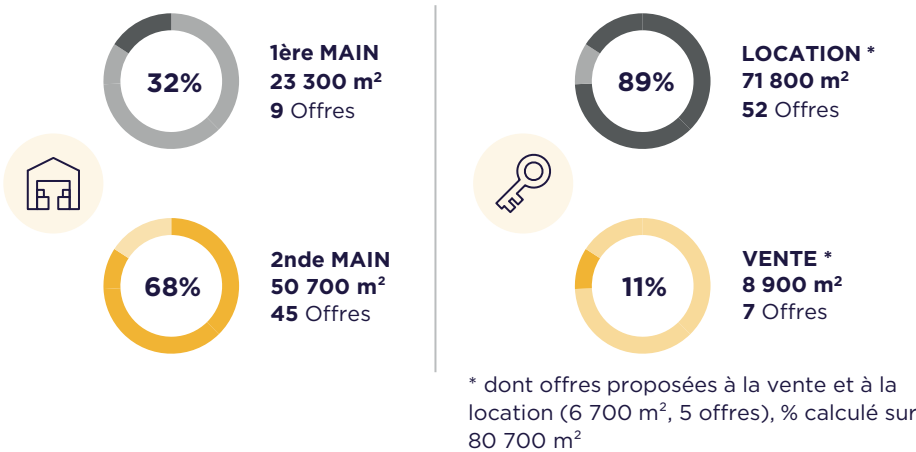 32%
1ère MAIN
23 300 m²
9 Offres
68%
2nde MAIN
50 700 m²
45 Offres
89%
LOCATION *
71 800 m²
52 Offres
11%
VENTE *
8 900 m²
7 Offres
* dont offres proposées à la vente et à la
location (6 700 m², 5 offres), % calculé sur
80 700 m²